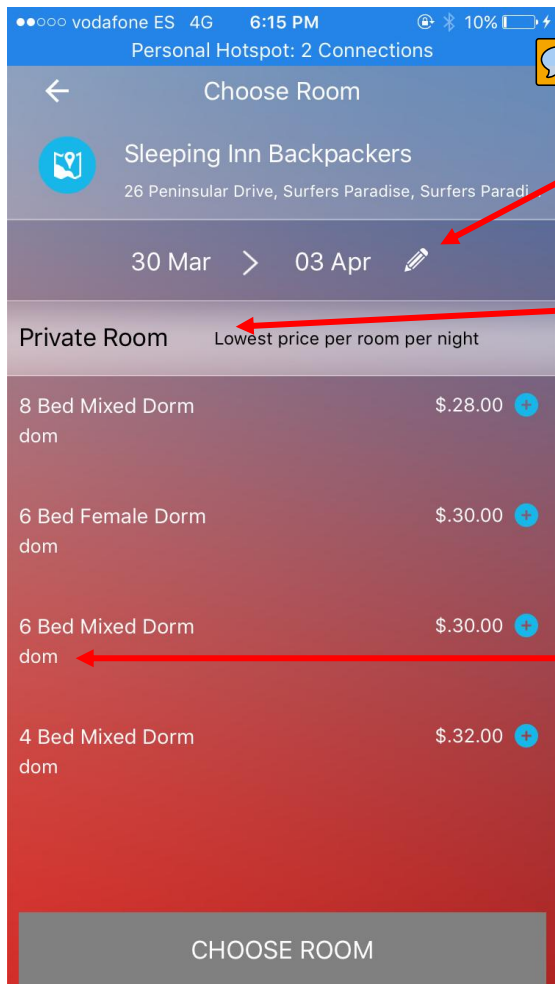 vodafone ES 4G 6:15 PM 10%
Personal Hotspot: 2 Connections
Choose Room
Sleeping Inn Backpackers
26 Peninsular Drive, Surfers Paradise, Surfers Paradi...
30 Mar > 03 Apr
Private Room Lowest price per room per night
8 Bed Mixed Dorm $.28.00 +
dom
6 Bed Female Dorm $.30.00 +
dom
6 Bed Mixed Dorm $.30.00 +
dom
4 Bed Mixed Dorm $.32.00 +
dom
CHOOSE ROOM